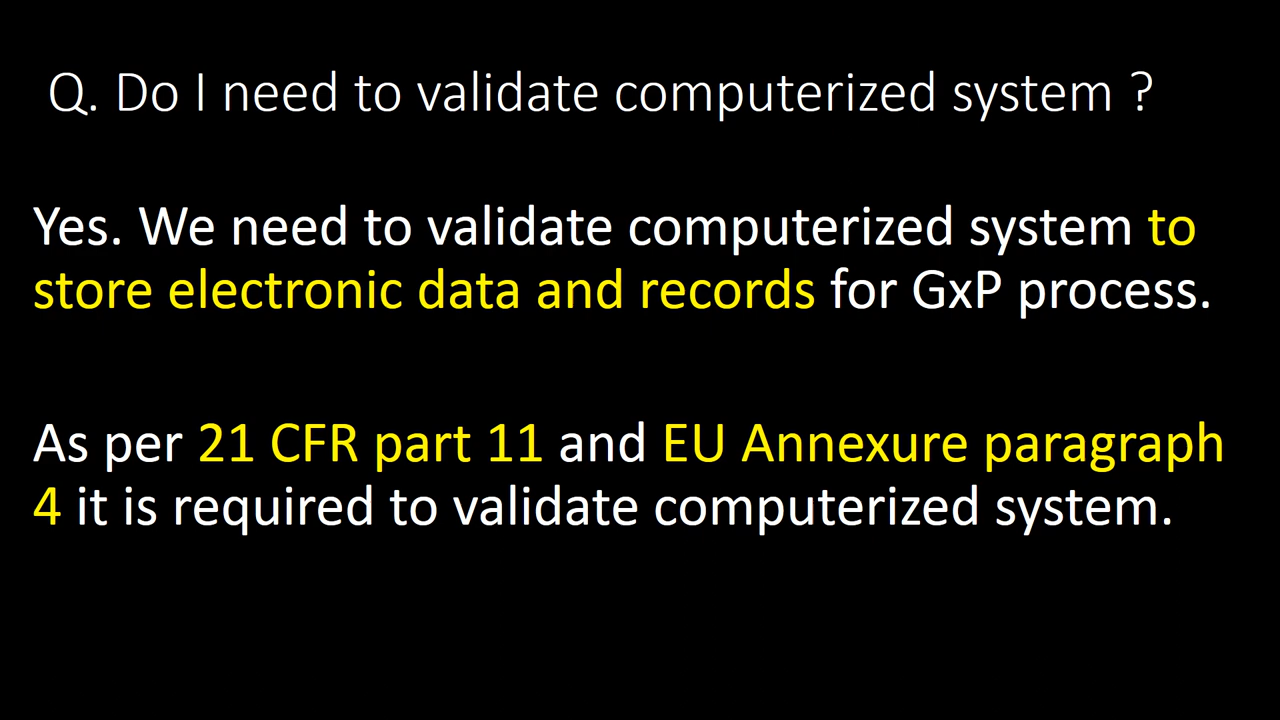 Q. Do I need to validate computerized system ?
Yes. We need to validate computerized system to
store electronic data and records for GxP process.
As per 21 CFR part 11 and EU Annexure paragraph
4 it is required to validate computerized system.